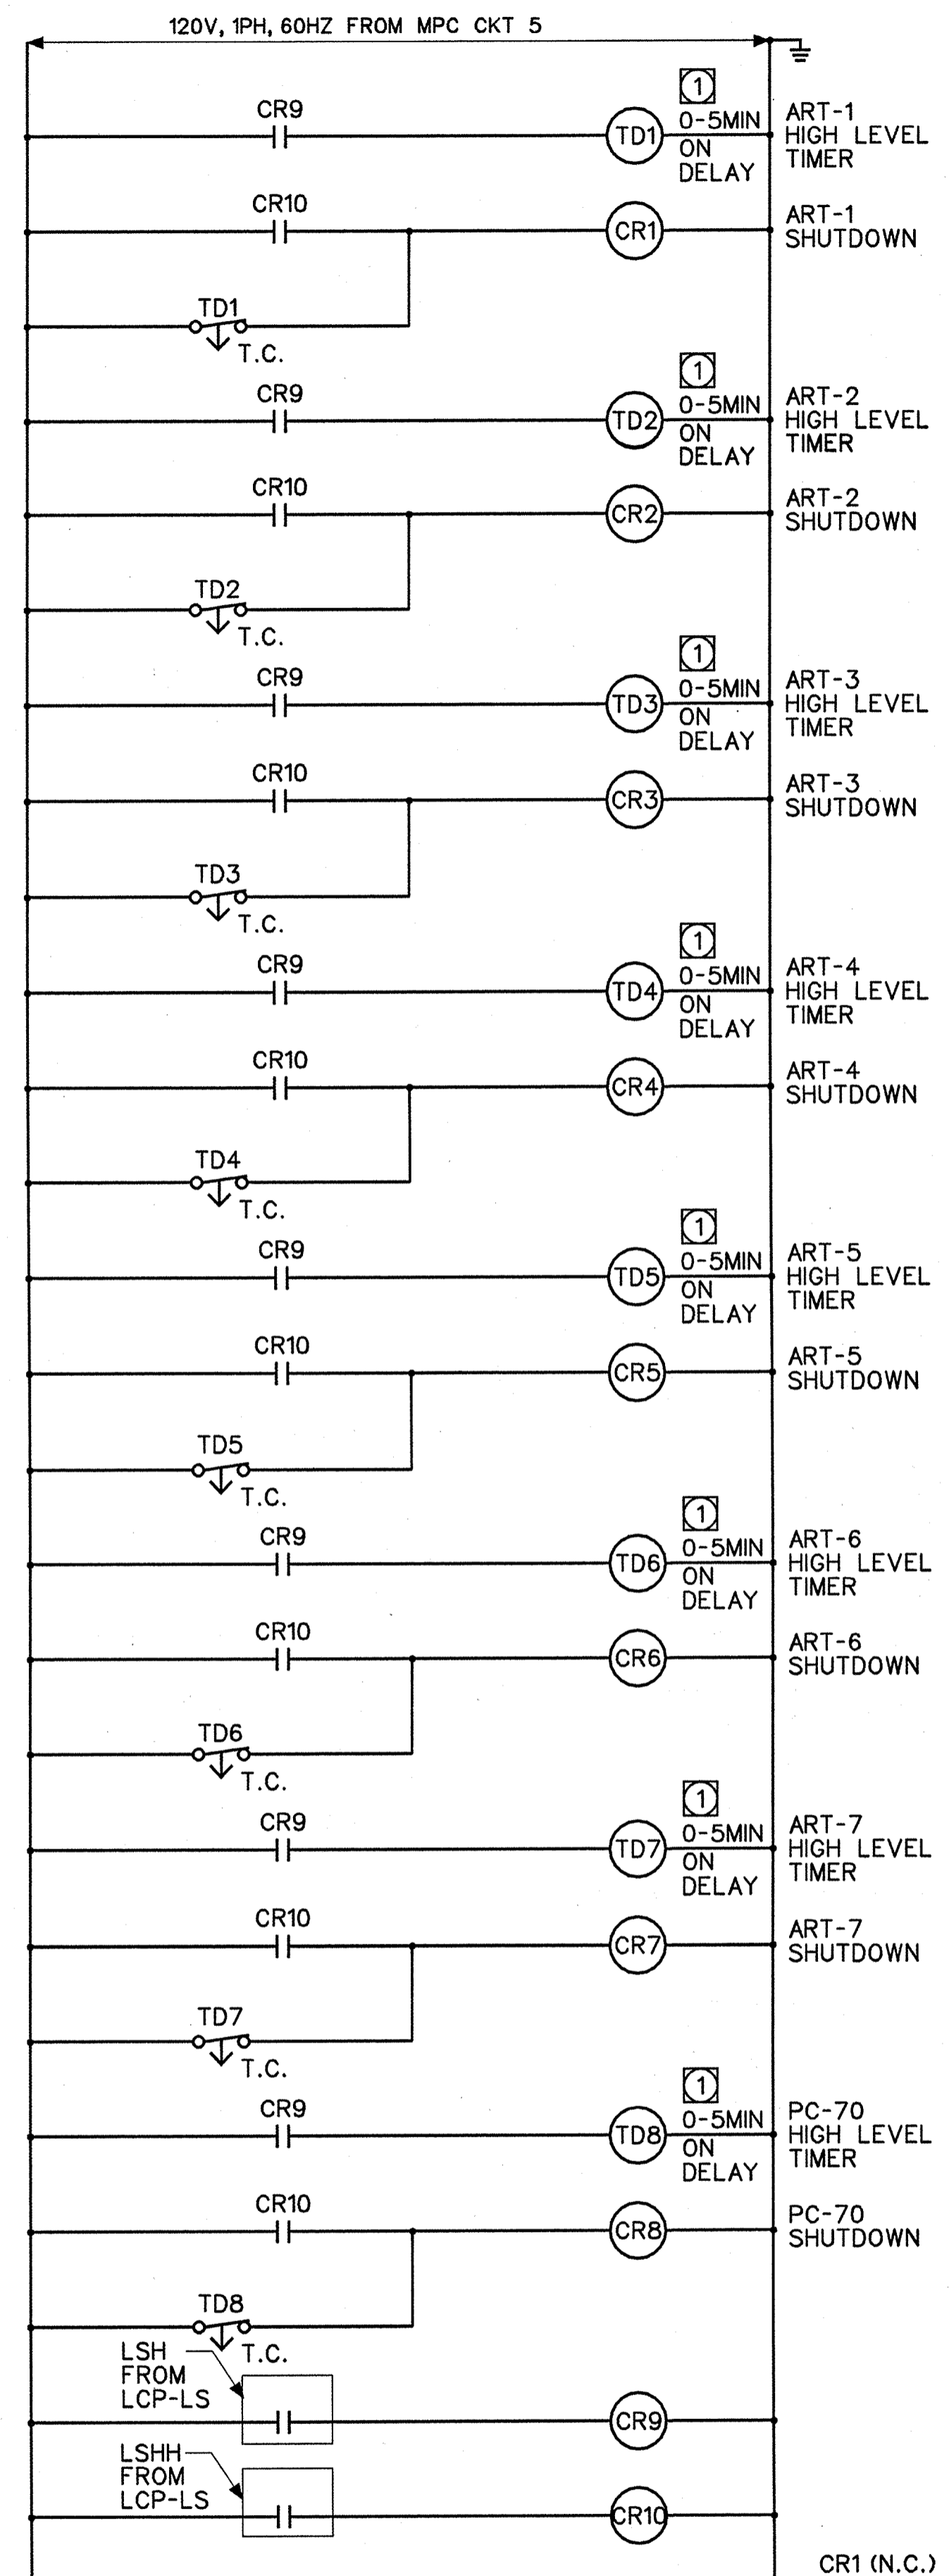 120V, 1PH, 60HZ FROM MPC CKT 5
CR9
TD1
1
0-5MIN
ON
DELAY
ART-1
HIGH LEVEL
TIMER
CR10
CR1
ART-1
SHUTDOWN
TD1
T.C.
CR9
TD2
1
0-5MIN
ON
DELAY
ART-2
HIGH LEVEL
TIMER
CR10
CR2
ART-2
SHUTDOWN
TD2
T.C.
CR9
TD3
1
0-5MIN
ON
DELAY
ART-3
HIGH LEVEL
TIMER
CR10
CR3
ART-3
SHUTDOWN
TD3
T.C.
CR9
TD4
1
0-5MIN
ON
DELAY
ART-4
HIGH LEVEL
TIMER
CR10
CR4
ART-4
SHUTDOWN
TD4
T.C.
CR9
TD5
1
0-5MIN
ON
DELAY
ART-5
HIGH LEVEL
TIMER
CR10
CR5
ART-5
SHUTDOWN
TD5
T.C.
CR9
TD6
1
0-5MIN
ON
DELAY
ART-6
HIGH LEVEL
TIMER
CR10
CR6
ART-6
SHUTDOWN
TD6
T.C.
CR9
TD7
1
0-5MIN
ON
DELAY
ART-7
HIGH LEVEL
TIMER
CR10
CR7
ART-7
SHUTDOWN
TD7
T.C.
CR9
TD8
1
0-5MIN
ON
DELAY
PC-70
HIGH LEVEL
TIMER
CR10
CR8
PC-70
SHUTDOWN
TD8
T.C.
LSH
FROM
LCP-LS
CR9
LSHH
FROM
LCP-LS
CR10
CR1 (N.C.)